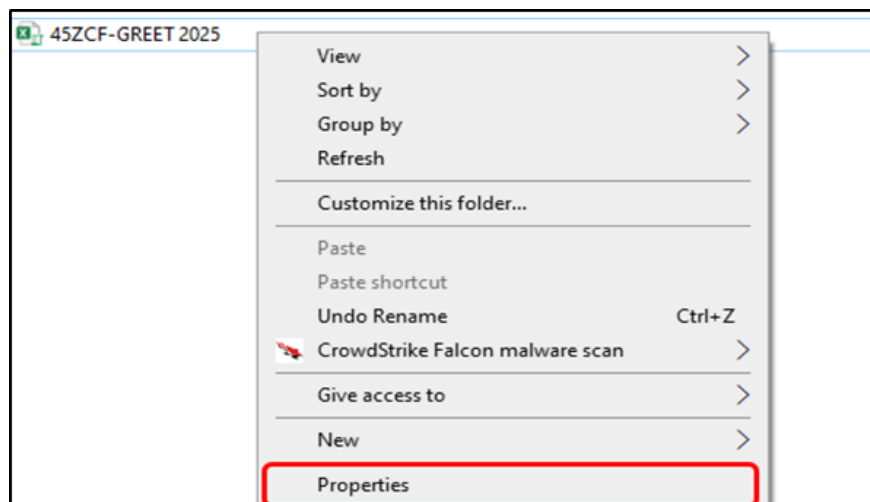 45ZCF-GREET 2025
View
Sort by
Group by
Refresh
Customize this folder...
Paste
Paste shortcut
Undo Rename Ctrl+Z
CrowdStrike Falcon malware scan
Give access to
New
Properties